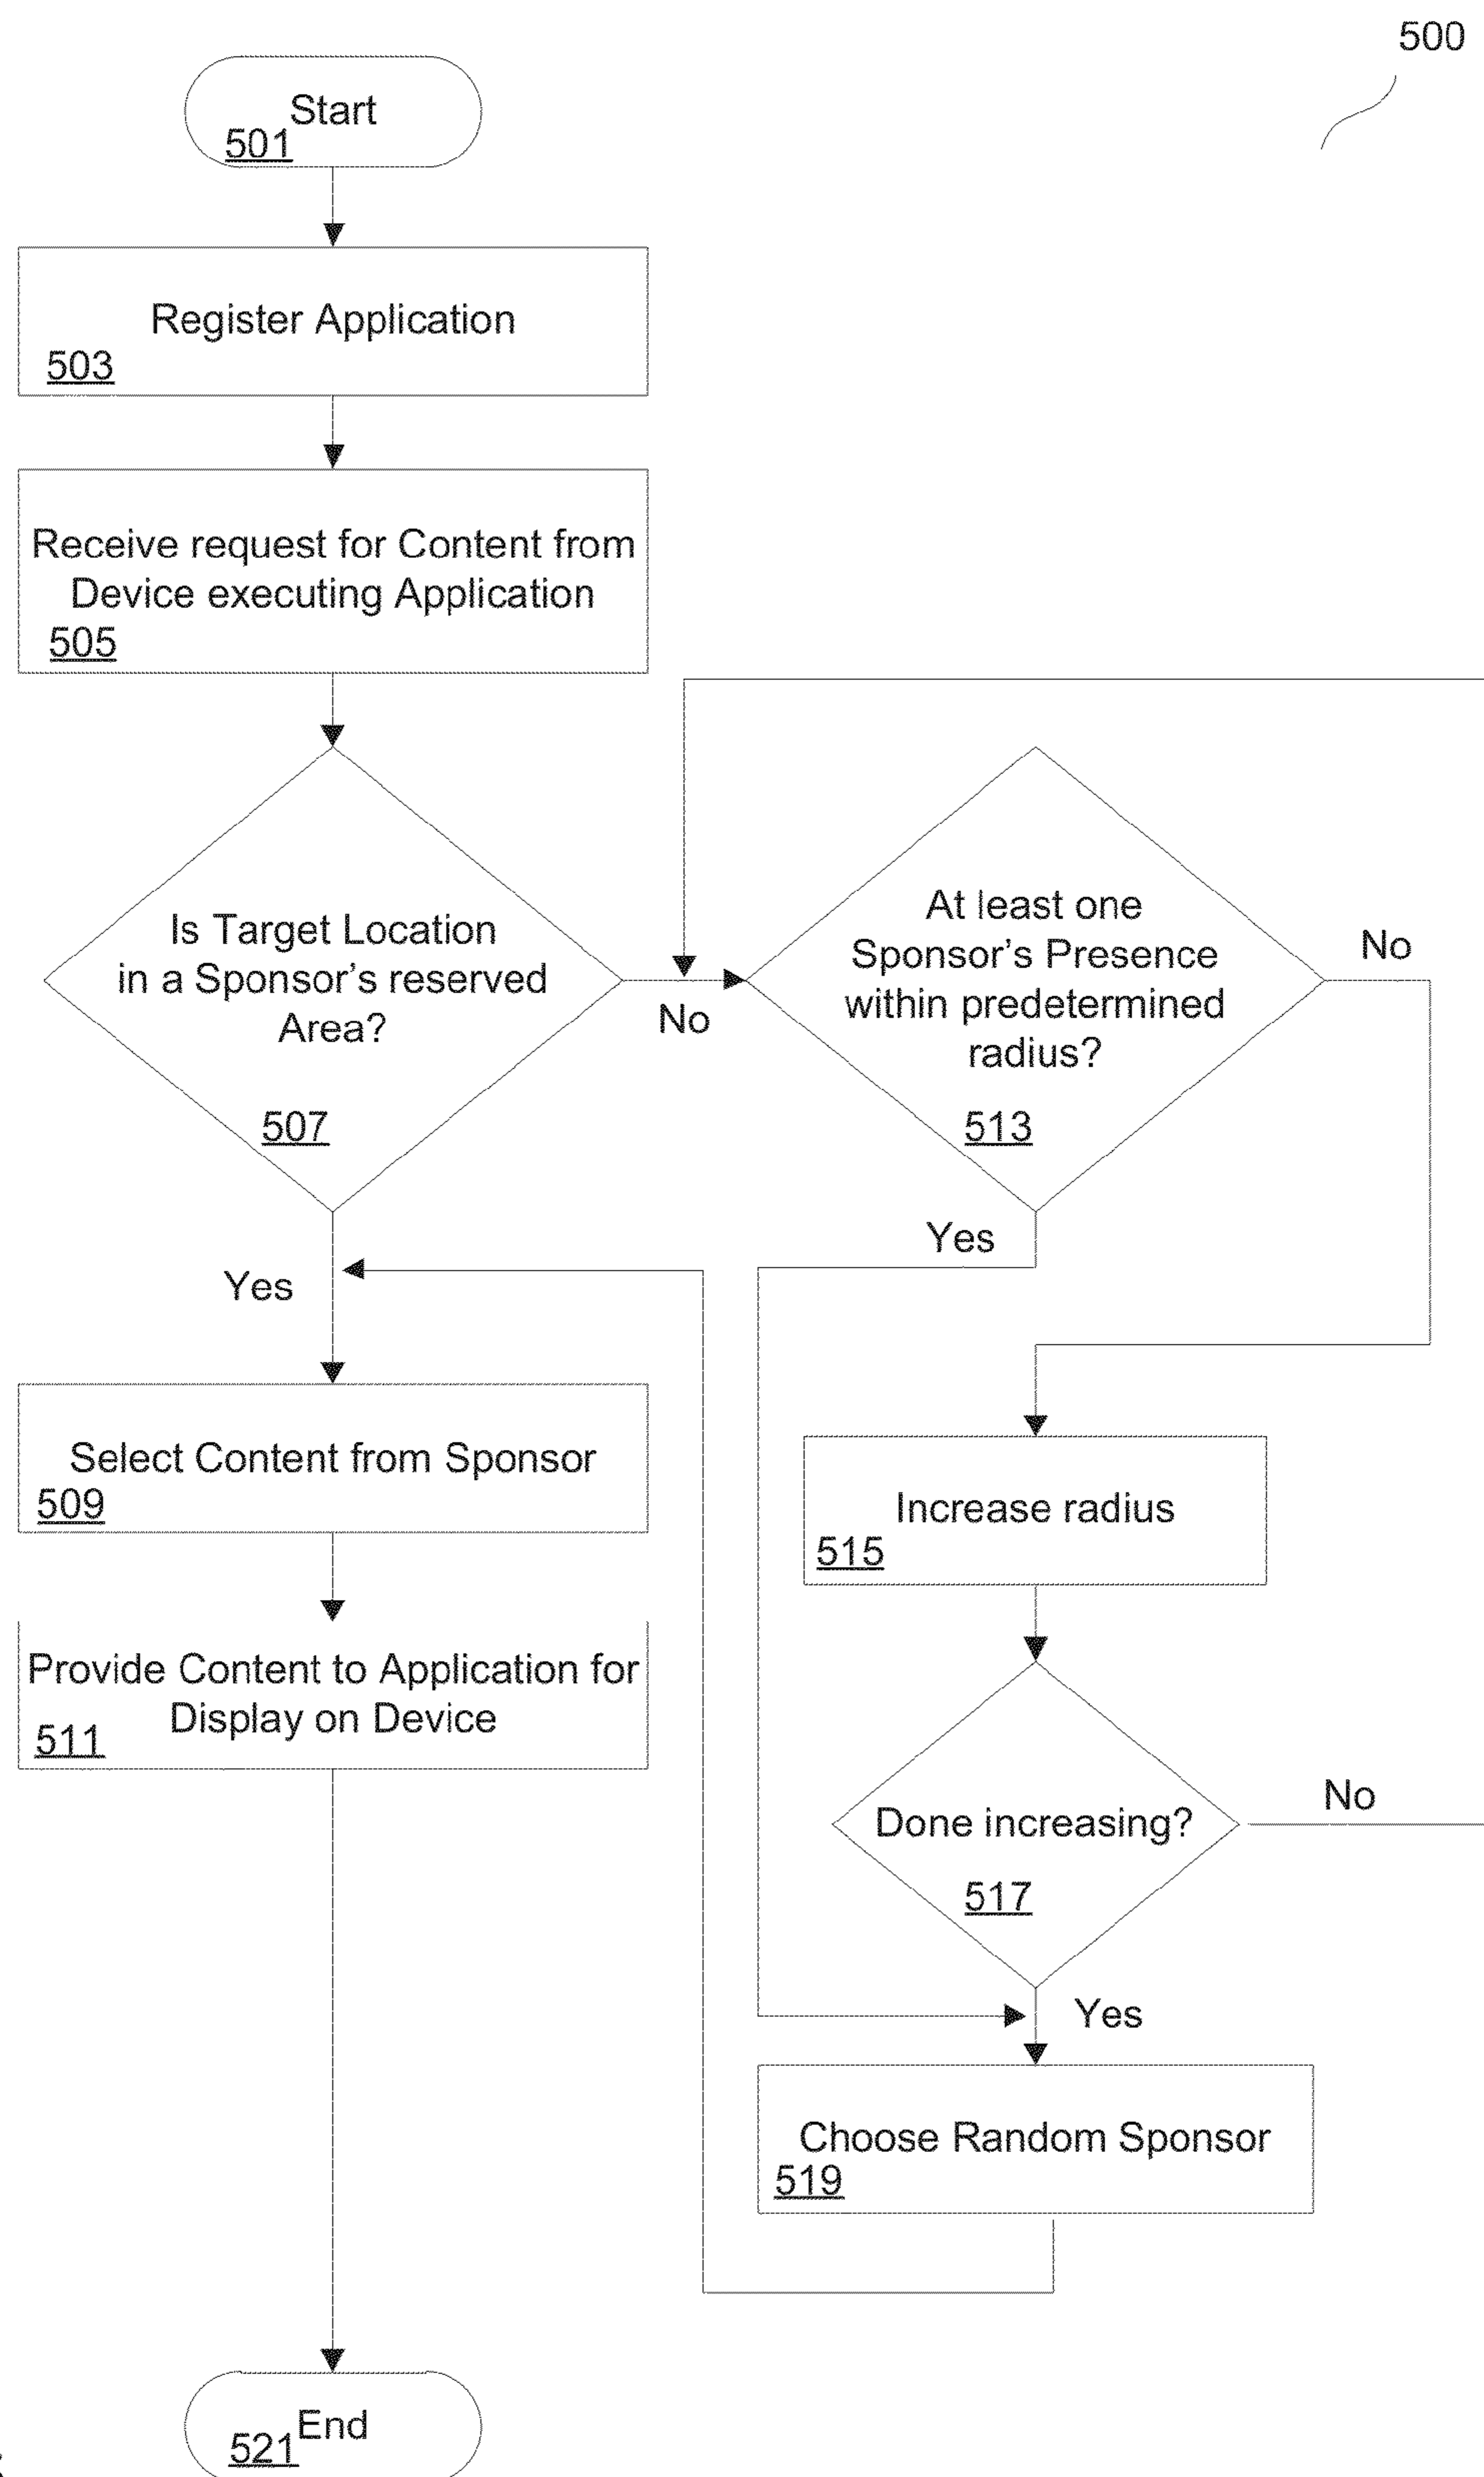 500
Start
501
Register Application
503
Receive request for Content from
Device executing Application
505
Is Target Location
in a Sponsor's reserved
Area?
507
No
At least one
Sponsor's Presence
within predetermined
radius?
513
No
Yes
Yes
Select Content from Sponsor
509
Increase radius
515
Provide Content to Application for
Display on Device
511
Done increasing?
517
No
Yes
Choose Random Sponsor
519
End
521